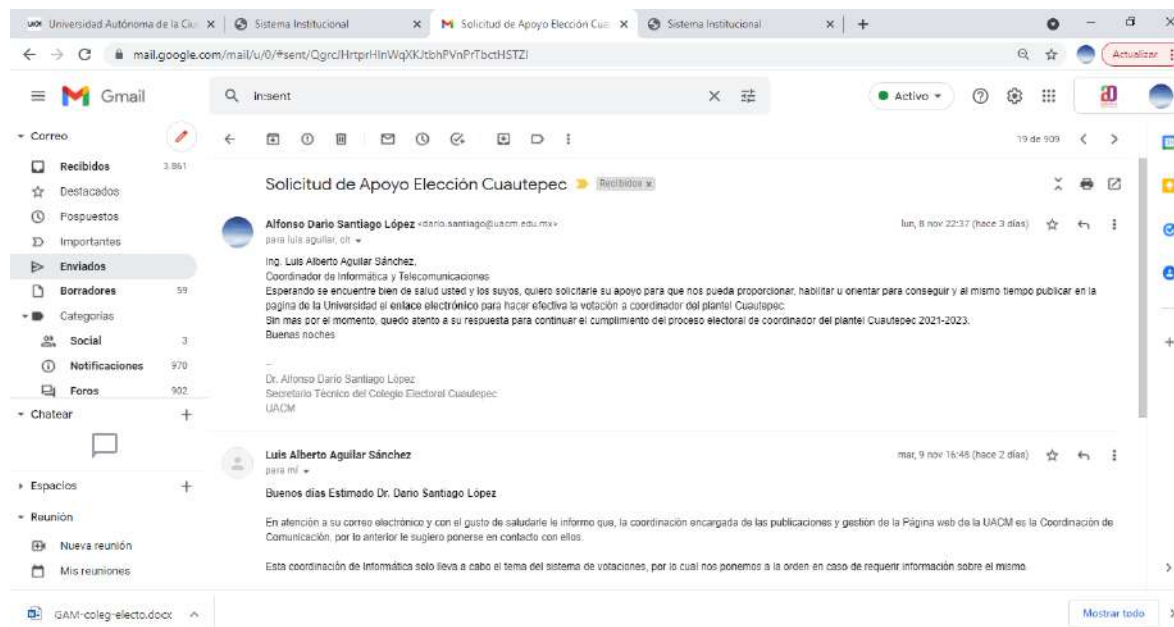 Universidad Autónoma de la Ciu
Sistema Institucional
Solicitud de Apoyo Elección Cua
Sistema Institucional
mail.google.com/mail/u/0/#sent/
Actualizar
Gmail
in:sent
Activo
Correo
19 de 909
Recibidos 3.861
Destacados
Pospuestos
Importantes
Enviados
Borradores 59
Categorías
Social 3
Notificaciones 970
Foros 902
Chatear
Espacios
Reunión
Nueva reunión
Mis reuniones
Solicitud de Apoyo Elección Cuautepec Recibidos x
Alfonso Dario Santiago López <dario.santiago@uacm.edu.mx> lun, 8 nov 22:37 (hace 3 días)
para luis.aguilar, cit
Ing. Luis Alberto Aguilar Sánchez,
Coordinador de Informática y Telecomunicaciones
Esperando se encuentre bien de salud usted y los suyos, quiero solicitarle su apoyo para que nos pueda proporcionar, habilitar u orientar para conseguir y al mismo tiempo publicar en la
pagina de la Universidad el enlace electrónico para hacer efectiva la votación a coordinador del plantel Cuautepec.
Sin mas por el momento, quedo atento a su respuesta para continuar el cumplimiento del proceso electoral de coordinador del plantel Cuautepec 2021-2023.
Buenas noches
--
Dr. Alfonso Dario Santiago López
Secretario Técnico del Colegio Electoral Cuautepec
UACM
Luis Alberto Aguilar Sánchez mar, 9 nov 16:48 (hace 2 días)
para mí
Buenos días Estimado Dr. Dario Santiago López
En atención a su correo electrónico y con el gusto de saludarle le informo que, la coordinación encargada de las publicaciones y gestión de la Página web de la UACM es la Coordinación de
Comunicación, por lo anterior le sugiero ponerse en contacto con ellos.
Esta coordinación de Informática solo lleva a cabo el tema del sistema de votaciones, por lo cual nos ponemos a la orden en caso de requerir información sobre el mismo.
GAM-coleg-electo.docx
Mostrar todo